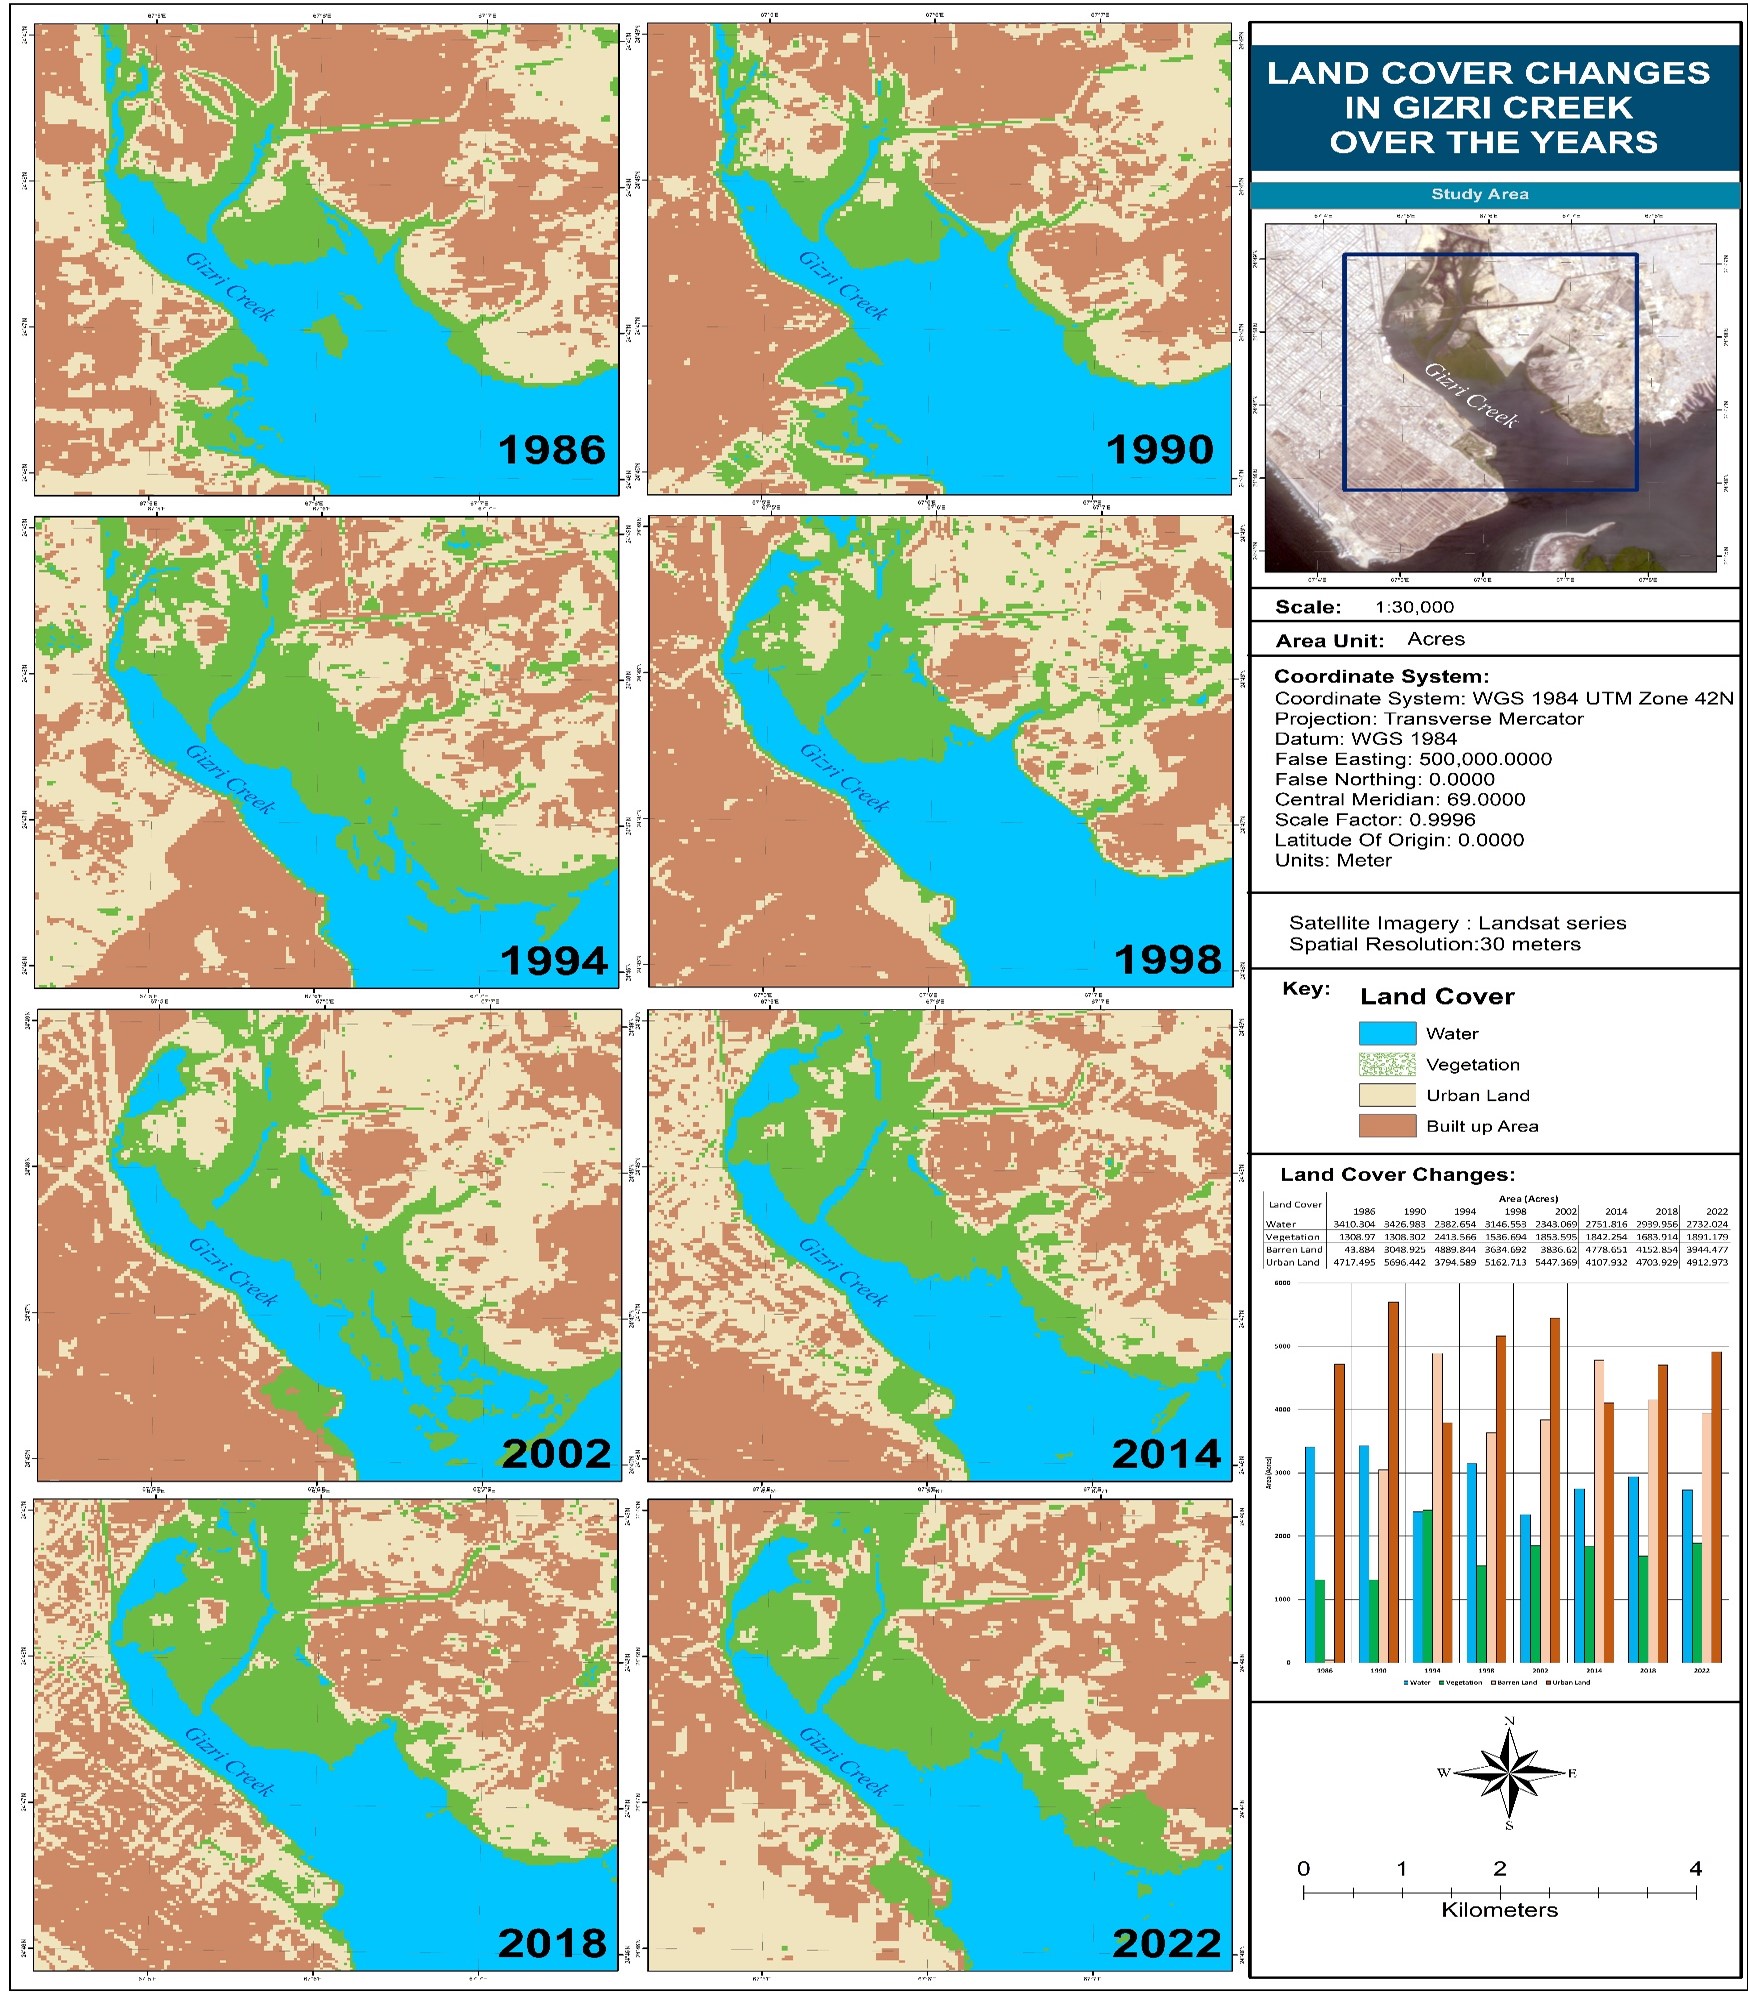 Gizri Creek
1986
Gizri Creek
1990
Gizri Creek
1994
Gizri Creek
1998
Gizri Creek
2002
Gizri Creek
2014
Gizri Creek
2018
Gizri Creek
2022
LAND COVER CHANGES
IN GIZRI CREEK
OVER THE YEARS
Study Area
Gizri Creek
Scale: 1:30,000
Area Unit: Acres
Coordinate System:
Coordinate System: WGS 1984 UTM Zone 42N
Projection: Transverse Mercator
Datum: WGS 1984
False Easting: 500,000.0000
False Northing: 0.0000
Central Meridian: 69.0000
Scale Factor: 0.9996
Latitude Of Origin: 0.0000
Units: Meter
Satellite Imagery : Landsat series
Spatial Resolution:30 meters
Key: Land Cover
Water
Vegetation
Urban Land
Built up Area
Land Cover Changes:
Land Cover Area (Acres)
1986 1990 1994 1998 2002 2014 2018 2022
Water 3410.304 3426.983 2382.654 3146.553 2343.069 2751.816 2939.956 2732.024
Vegetation 1308.97 1308.302 2413.566 1536.694 1853.595 1842.254 1683.914 1891.179
Barren Land 43.884 3048.925 4889.844 3634.692 3836.62 4778.651 4152.854 3944.477
Urban Land 4717.495 5696.442 3794.589 5162.713 5447.369 4107.932 4703.929 4912.973
6000
5000
4000
3000
2000
1000
0
Area (Acres)
1986 1990 1994 1998 2002 2014 2018 2022
Water Vegetation Barren Land Urban Land
N
W E
S
0 1 2 4
Kilometers